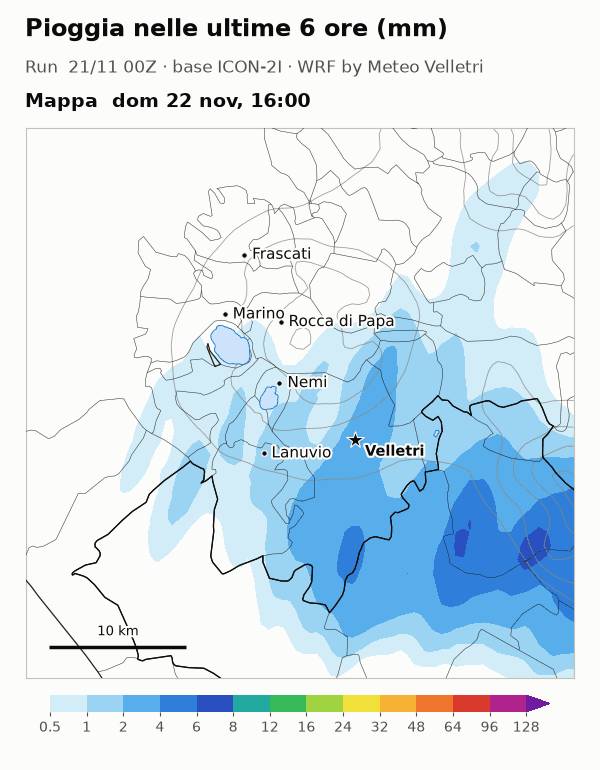 Pioggia nelle ultime 6 ore (mm)
Run  21/11 00Z · base ICON-2I · WRF by Meteo Velletri
Mappa  dom 22 nov, 16:00
Frascati
Marino
Rocca di Papa
Nemi
Velletri
Lanuvio
10 km
0.5 1 2 4 6 8 12 16 24 32 48 64 96 128